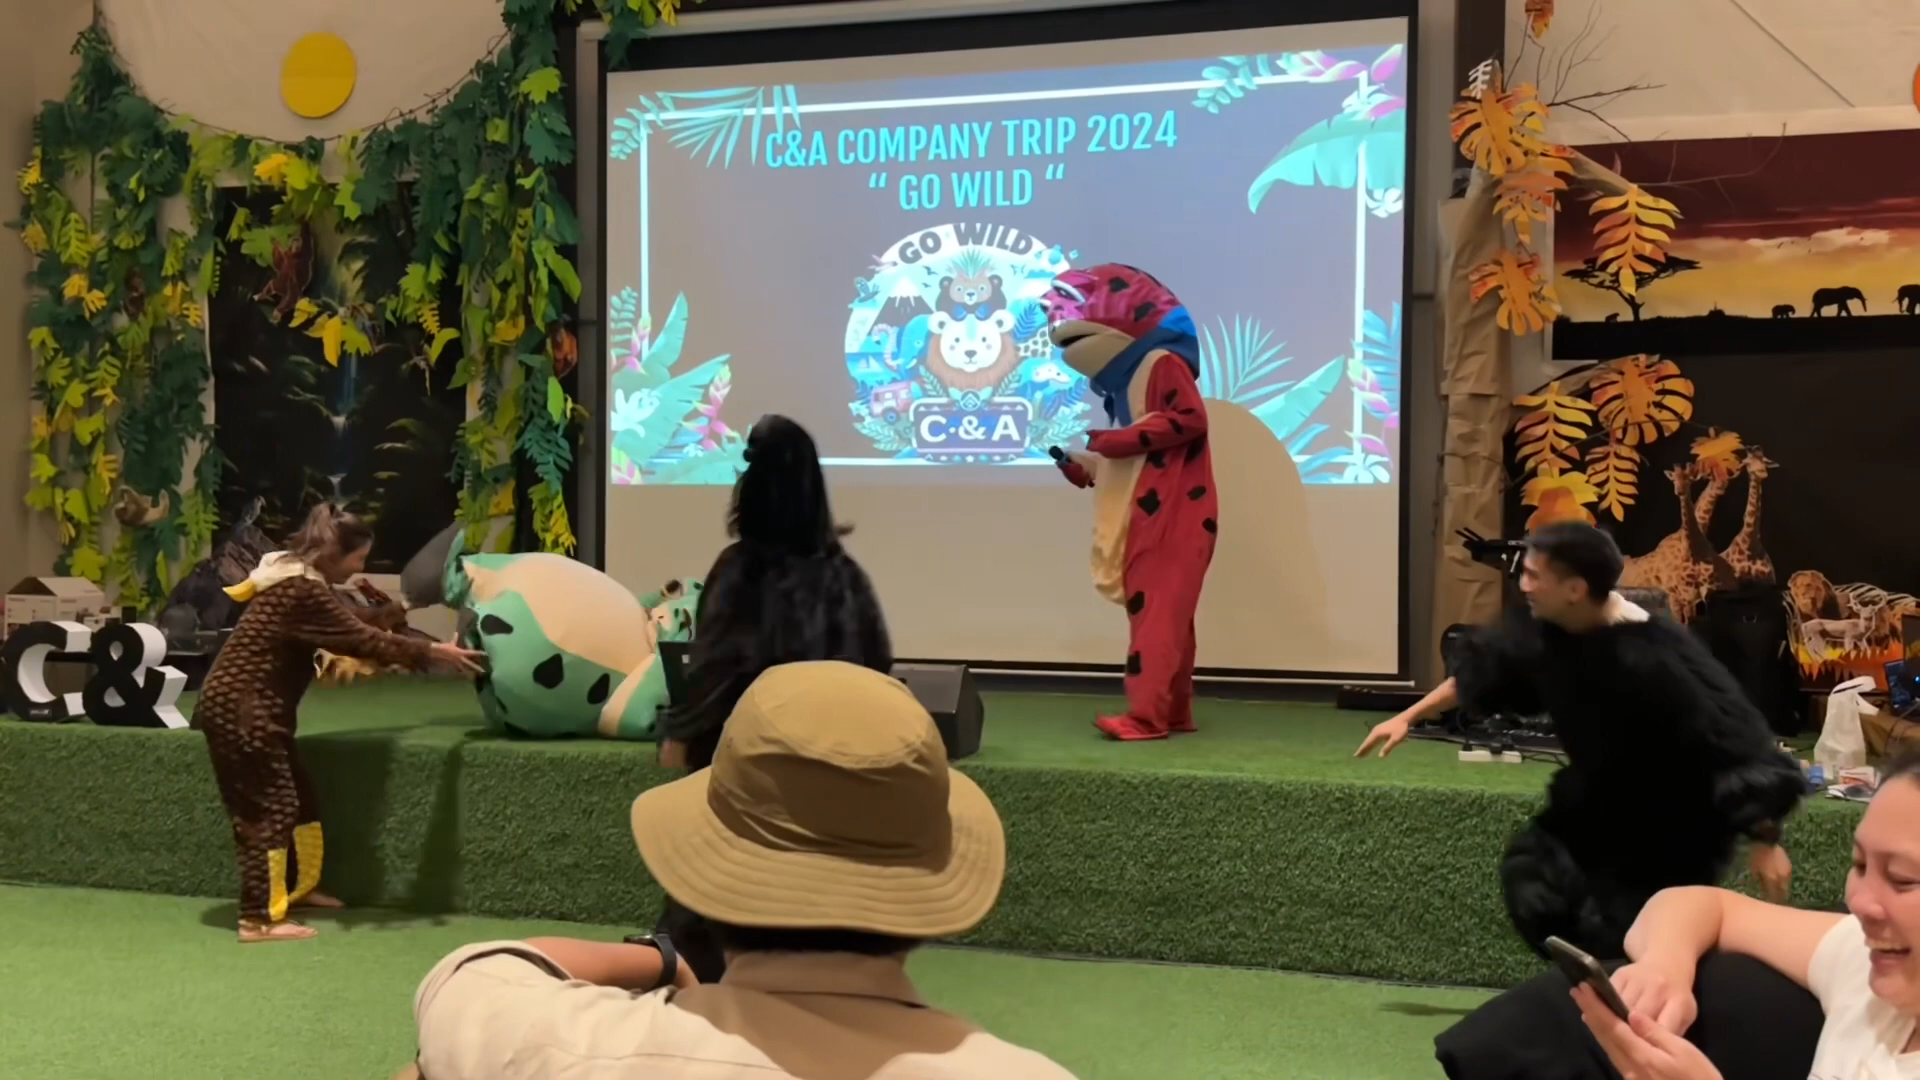 C&A COMPANY TRIP 2024
“ GO WILD “
GO WILD
C·&A
C&